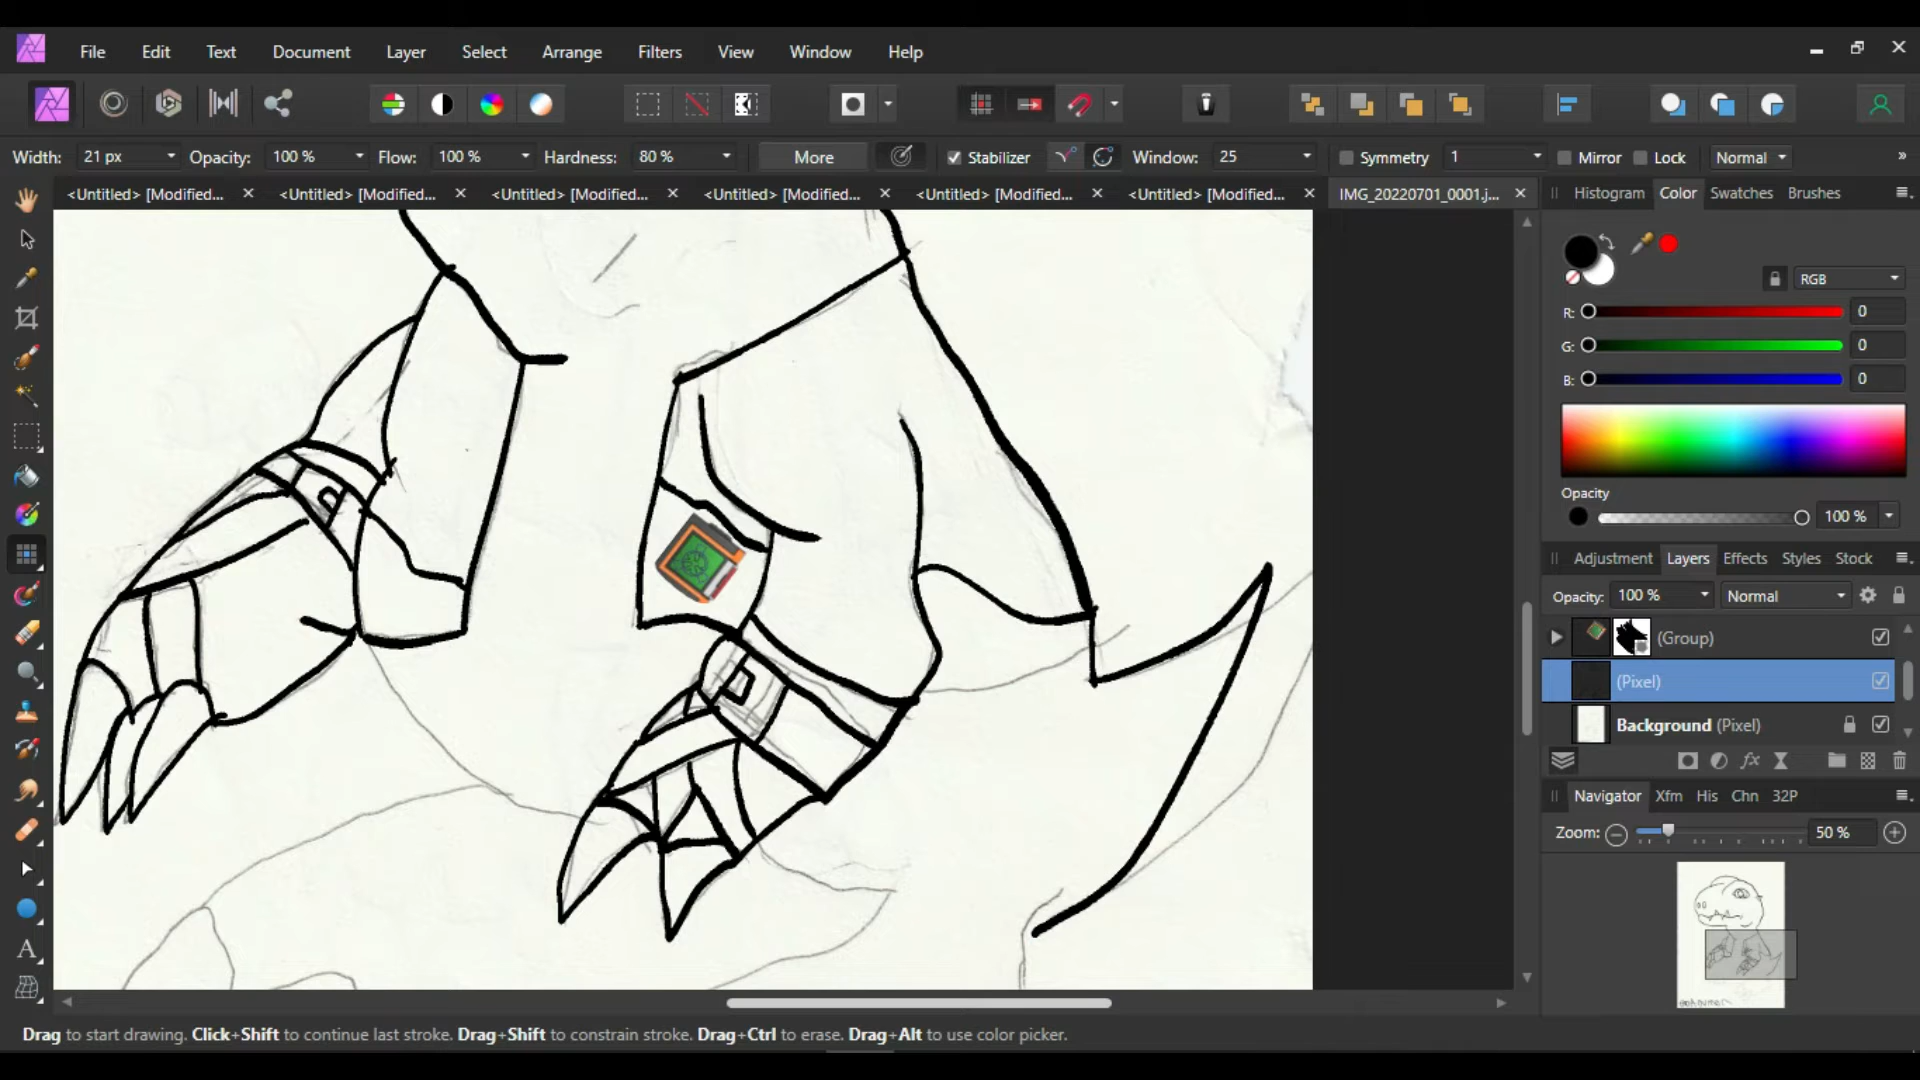 File Edit Text Document Layer Select Arrange Filters View Window Help
Width: 21 px Opacity: 100 % Flow: 100 % Hardness: 80 % More Stabilizer Window: 25 Symmetry 1 Mirror Lock Normal »
<Untitled> [Modified... <Untitled> [Modified... <Untitled> [Modified... <Untitled> [Modified... <Untitled> [Modified... <Untitled> [Modified... IMG_20220701_0001.j...
Histogram Color Swatches Brushes
RGB
R: 0
G: 0
B: 0
Opacity
100 %
Adjustment Layers Effects Styles Stock
Opacity: 100 % Normal
(Group)
(Pixel)
Background (Pixel)
Navigator Xfm His Chn 32P
Zoom: 50 %
Drag to start drawing. Click+Shift to continue last stroke. Drag+Shift to constrain stroke. Drag+Ctrl to erase. Drag+Alt to use color picker.